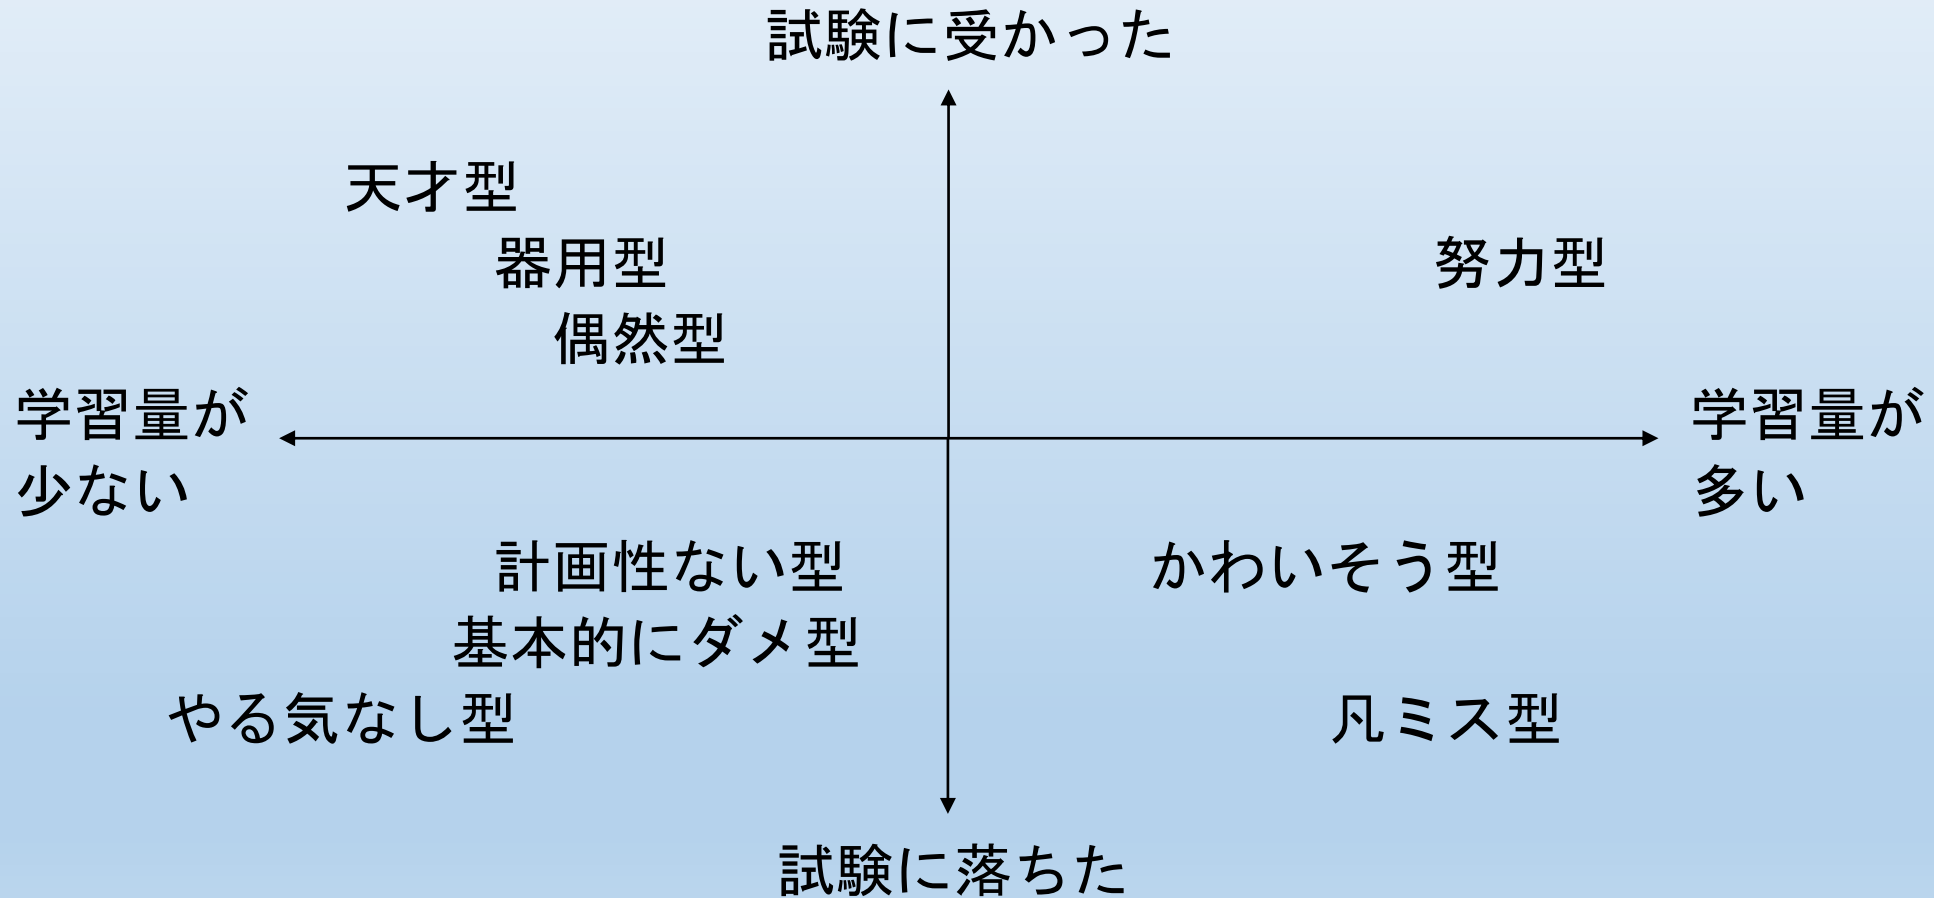 試験に受かった
天才型
器用型
努力型
偶然型
学習量が
少ない
学習量が
多い
計画性ない型
かわいそう型
基本的にダメ型
やる気なし型
凡ミス型
試験に落ちた